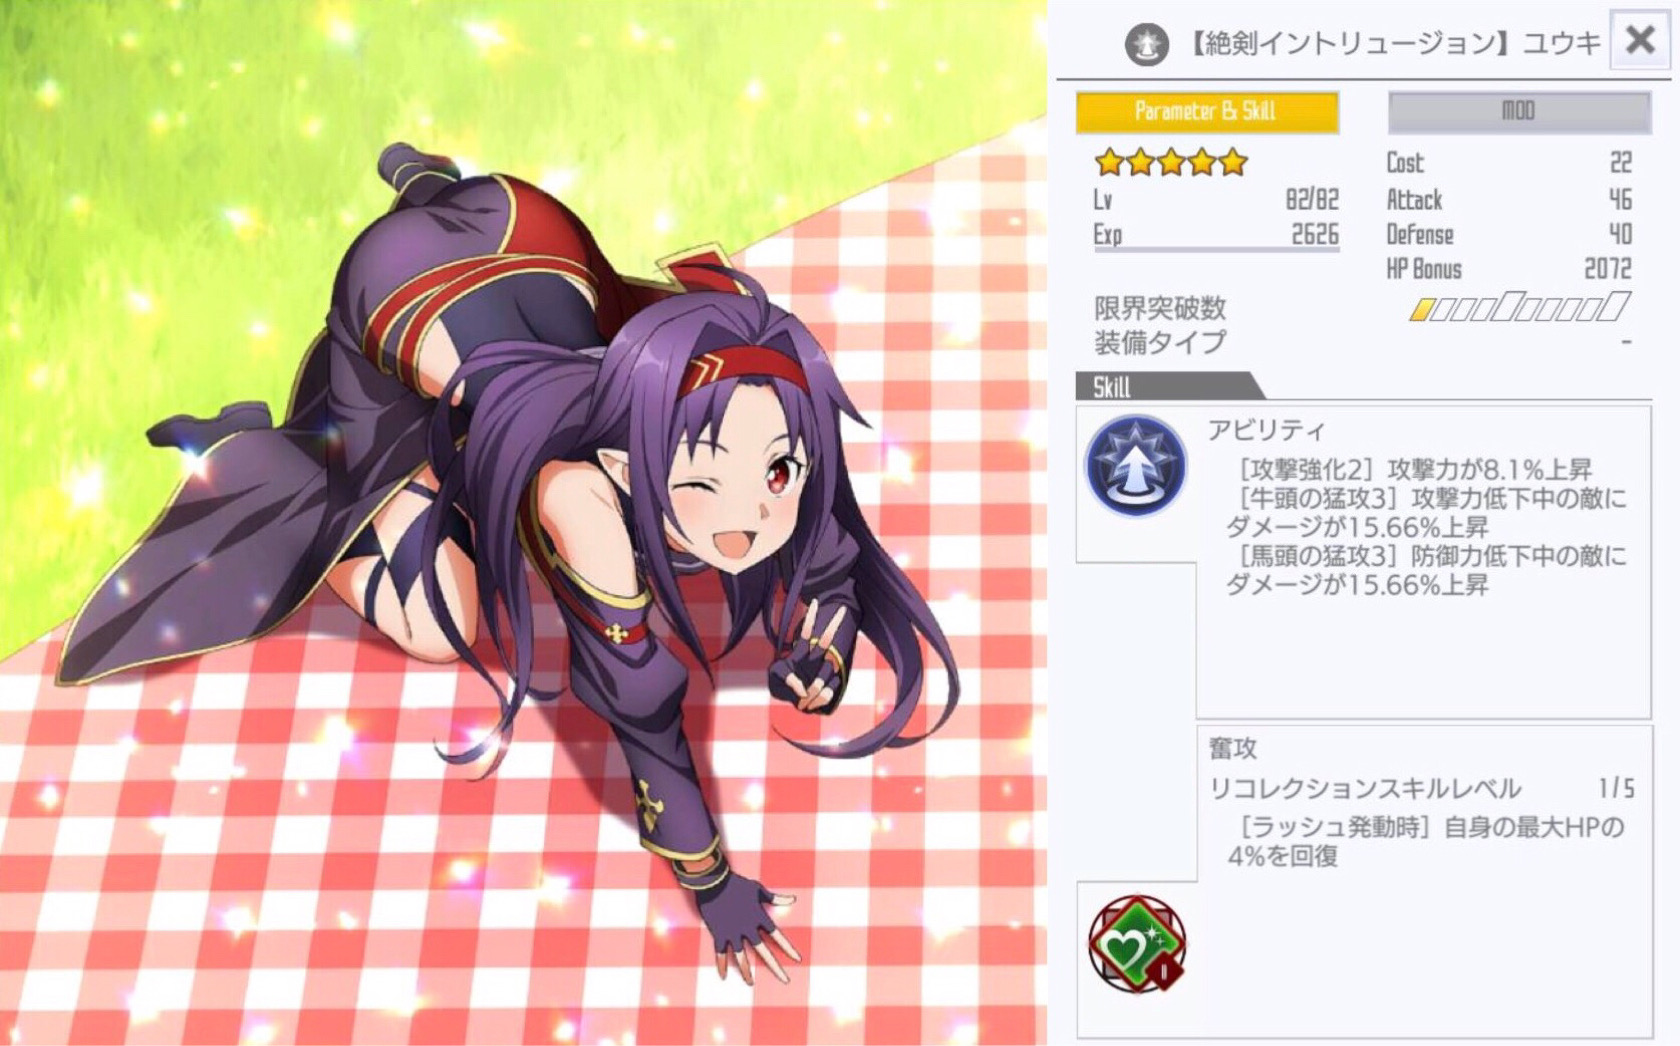 【絶剣イントリュージョン】ユウキ
Parameter & Skill
MOD
Lv 82/82
Exp 2626
Cost 22
Attack 46
Defense 40
HP Bonus 2072
限界突破数
装備タイプ -
Skill
アビリティ
［攻撃強化2］攻撃力が8.1%上昇
［牛頭の猛攻3］攻撃力低下中の敵に
ダメージが15.66%上昇
［馬頭の猛攻3］防御力低下中の敵に
ダメージが15.66%上昇
奮攻
リコレクションスキルレベル 1/5
［ラッシュ発動時］自身の最大HPの
4%を回復
I